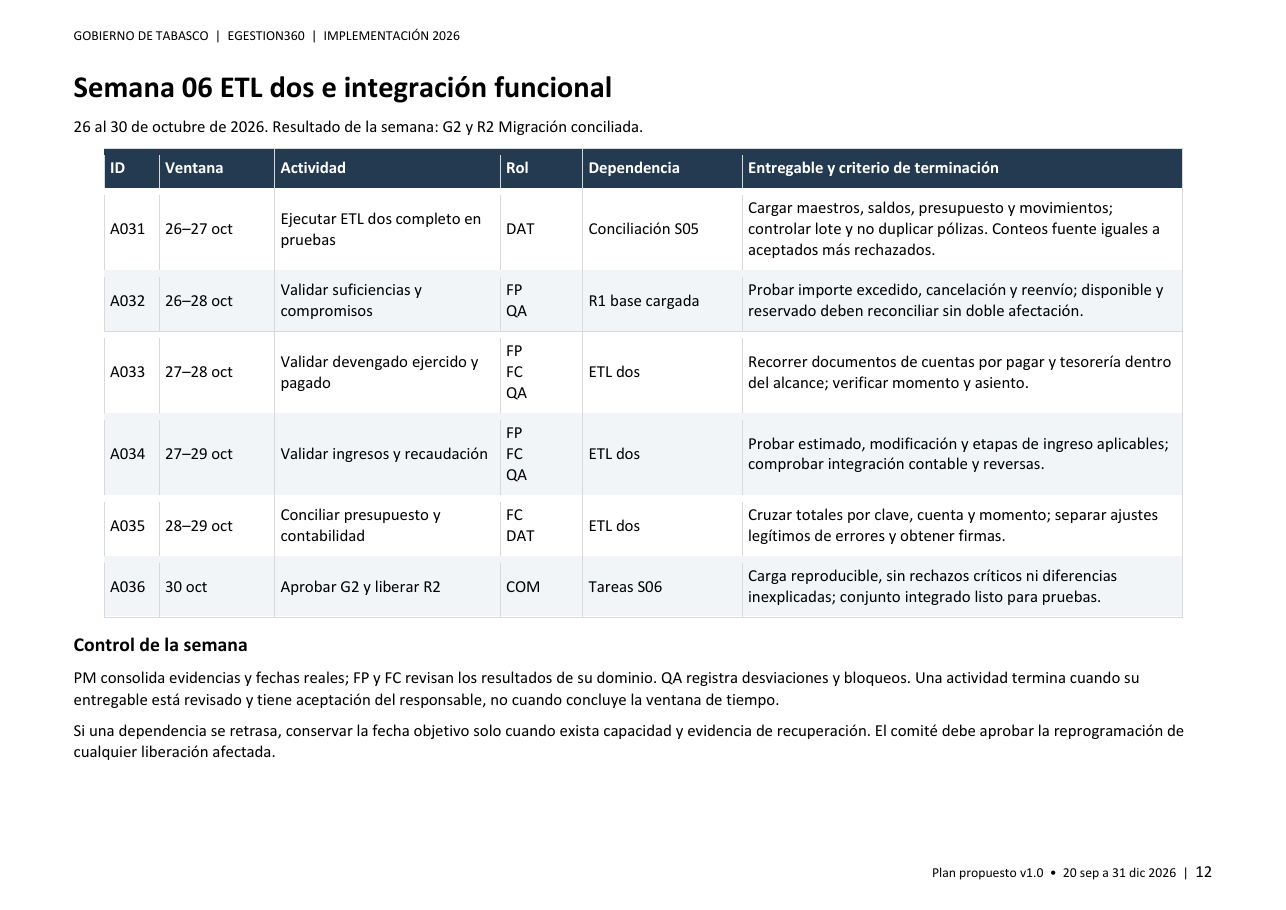 GOBIERNO DE TABASCO | EGESTION360 | IMPLEMENTACIÓN 2026
Semana 06 ETL dos e integración funcional
26 al 30 de octubre de 2026. Resultado de la semana: G2 y R2 Migración conciliada.
ID Ventana Actividad Rol Dependencia Entregable y criterio de terminación
A031 26–27 oct Ejecutar ETL dos completo en pruebas DAT Conciliación S05 Cargar maestros, saldos, presupuesto y movimientos; controlar lote y no duplicar pólizas. Conteos fuente iguales a aceptados más rechazados.
A032 26–28 oct Validar suficiencias y compromisos FP QA R1 base cargada Probar importe excedido, cancelación y reenvío; disponible y reservado deben reconciliar sin doble afectación.
A033 27–28 oct Validar devengado ejercido y pagado FP FC QA ETL dos Recorrer documentos de cuentas por pagar y tesorería dentro del alcance; verificar momento y asiento.
A034 27–29 oct Validar ingresos y recaudación FP FC QA ETL dos Probar estimado, modificación y etapas de ingreso aplicables; comprobar integración contable y reversas.
A035 28–29 oct Conciliar presupuesto y contabilidad FC DAT ETL dos Cruzar totales por clave, cuenta y momento; separar ajustes legítimos de errores y obtener firmas.
A036 30 oct Aprobar G2 y liberar R2 COM Tareas S06 Carga reproducible, sin rechazos críticos ni diferencias inexplicadas; conjunto integrado listo para pruebas.
Control de la semana
PM consolida evidencias y fechas reales; FP y FC revisan los resultados de su dominio. QA registra desviaciones y bloqueos. Una actividad termina cuando su
entregable está revisado y tiene aceptación del responsable, no cuando concluye la ventana de tiempo.
Si una dependencia se retrasa, conservar la fecha objetivo solo cuando exista capacidad y evidencia de recuperación. El comité debe aprobar la reprogramación de
cualquier liberación afectada.
Plan propuesto v1.0 • 20 sep a 31 dic 2026 | 12